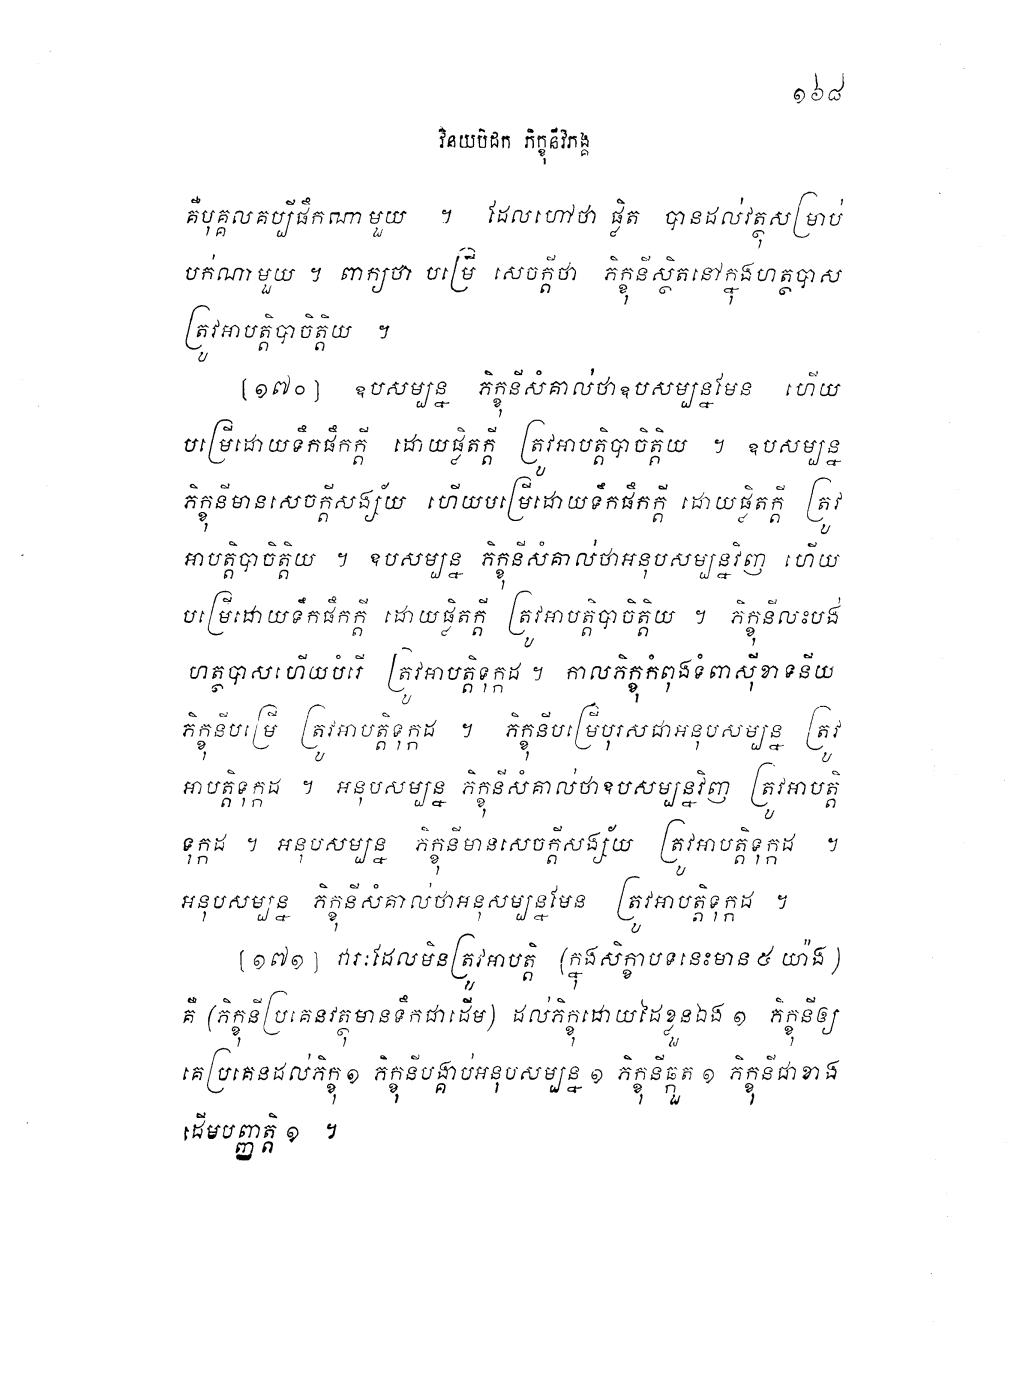 ១៦៨
វិនយបិដក ភិក្ខុនីវិភង្គ
គឺបុគ្គលគប្បីផឹកណាមួយ ។ ដែលហៅថា ផ្លិត បានដល់វត្ថុសម្រាប់
បក់ណាមួយ ។ ពាក្យថា បម្រើ សេចក្តីថា ភិក្ខុនីស្ថិតនៅក្នុងហត្ថបាស
ត្រូវអាបត្តិបាចិត្តិយ ។
[១៧០] ឧបសម្បន្ន ភិក្ខុនីសំគាល់ថាឧបសម្បន្នមែន ហើយ
បម្រើដោយទឹកផឹកក្តី ដោយផ្លិតក្តី ត្រូវអាបត្តិបាចិត្តិយ ។ ឧបសម្បន្ន
ភិក្ខុនីមានសេចក្តីសង្ស័យ ហើយបម្រើដោយទឹកផឹកក្តី ដោយផ្លិតក្តី ត្រូវ
អាបត្តិបាចិត្តិយ ។ ឧបសម្បន្ន ភិក្ខុនីសំគាល់ថាអនុបសម្បន្នវិញ ហើយ
បម្រើដោយទឹកផឹកក្តី ដោយផ្លិតក្តី ត្រូវអាបត្តិបាចិត្តិយ ។ ភិក្ខុនីលះបង់
ហត្ថបាសហើយបំរើ ត្រូវអាបត្តិទុក្កដ ។ កាលភិក្ខុកំពុងទំពាស៊ីខាទនីយ
ភិក្ខុនីបម្រើ ត្រូវអាបត្តិទុក្កដ ។ ភិក្ខុនីបម្រើបុរសជាអនុបសម្បន្ន ត្រូវ
អាបត្តិទុក្កដ ។ អនុបសម្បន្ន ភិក្ខុនីសំគាល់ថាឧបសម្បន្នវិញ ត្រូវអាបត្តិ
ទុក្កដ ។ អនុបសម្បន្ន ភិក្ខុនីមានសេចក្តីសង្ស័យ ត្រូវអាបត្តិទុក្កដ ។
អនុបសម្បន្ន ភិក្ខុនីសំគាល់ថាអនុសម្បន្នមែន ត្រូវអាបត្តិទុក្កដ ។
[១៧១] វារៈដែលមិនត្រូវអាបត្តិ (ក្នុងសិក្ខាបទនេះមាន ៥ យ៉ាង)
គឺ (ភិក្ខុនីប្រគេនវត្ថុមានទឹកជាដើម) ដល់ភិក្ខុដោយដៃខ្លួនឯង ១ ភិក្ខុនីឲ្យ
គេប្រគេនដល់ភិក្ខុ ១ ភិក្ខុនីបង្គាប់អនុបសម្បន្ន ១ ភិក្ខុនីឆ្កួត ១ ភិក្ខុនីជាខាង
ដើមបញ្ញត្តិ ១ ។